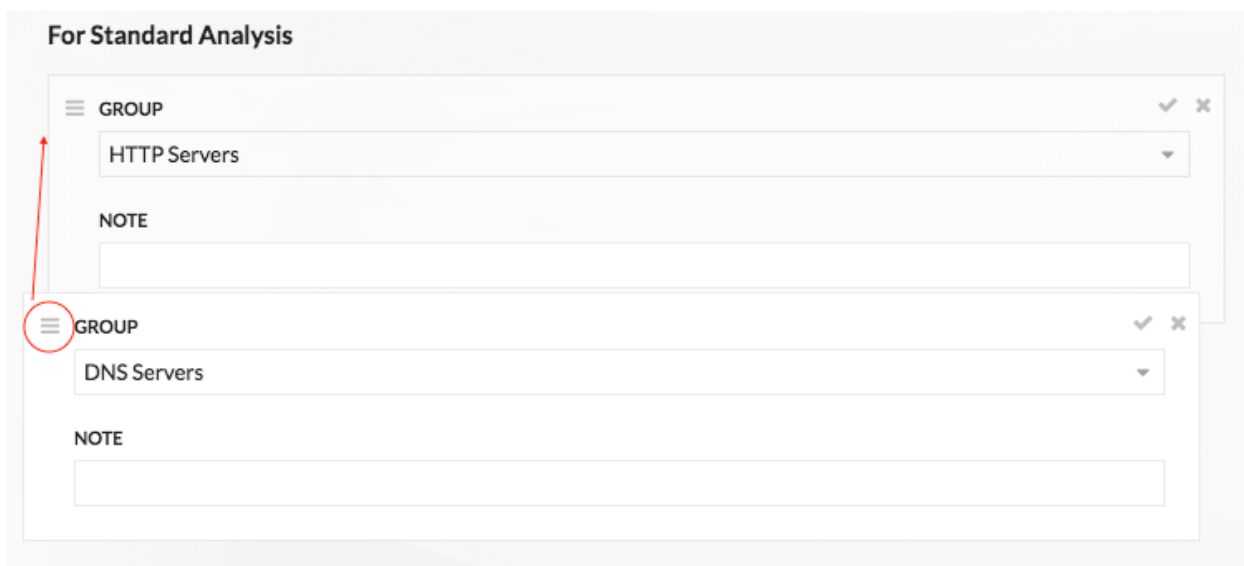 For Standard Analysis
GROUP
HTTP Servers
NOTE
GROUP
DNS Servers
NOTE